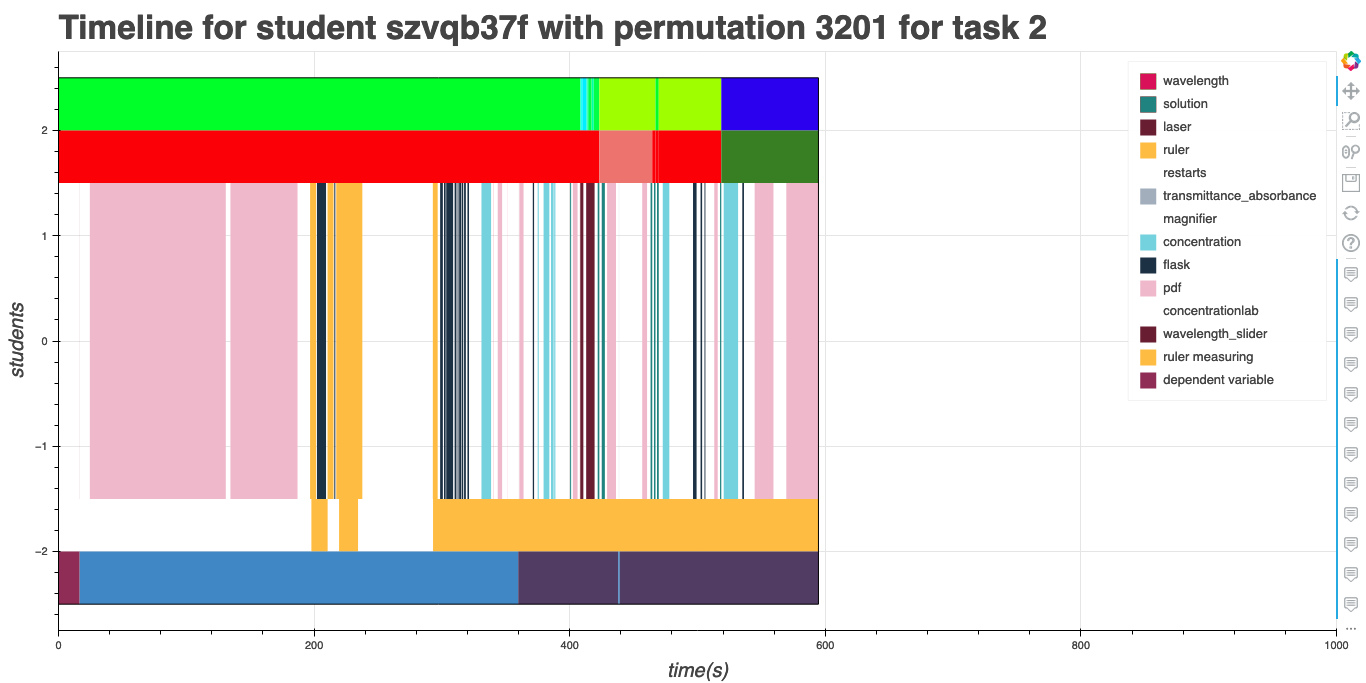 Timeline for student szvqb37f with permutation 3201 for task 2
wavelength
solution
laser
ruler
restarts
transmittance_absorbance
magnifier
concentration
flask
pdf
concentrationlab
wavelength_slider
ruler measuring
dependent variable
students
2
1
0
−1
−2
0 200 400 600 800 1000
time(s)